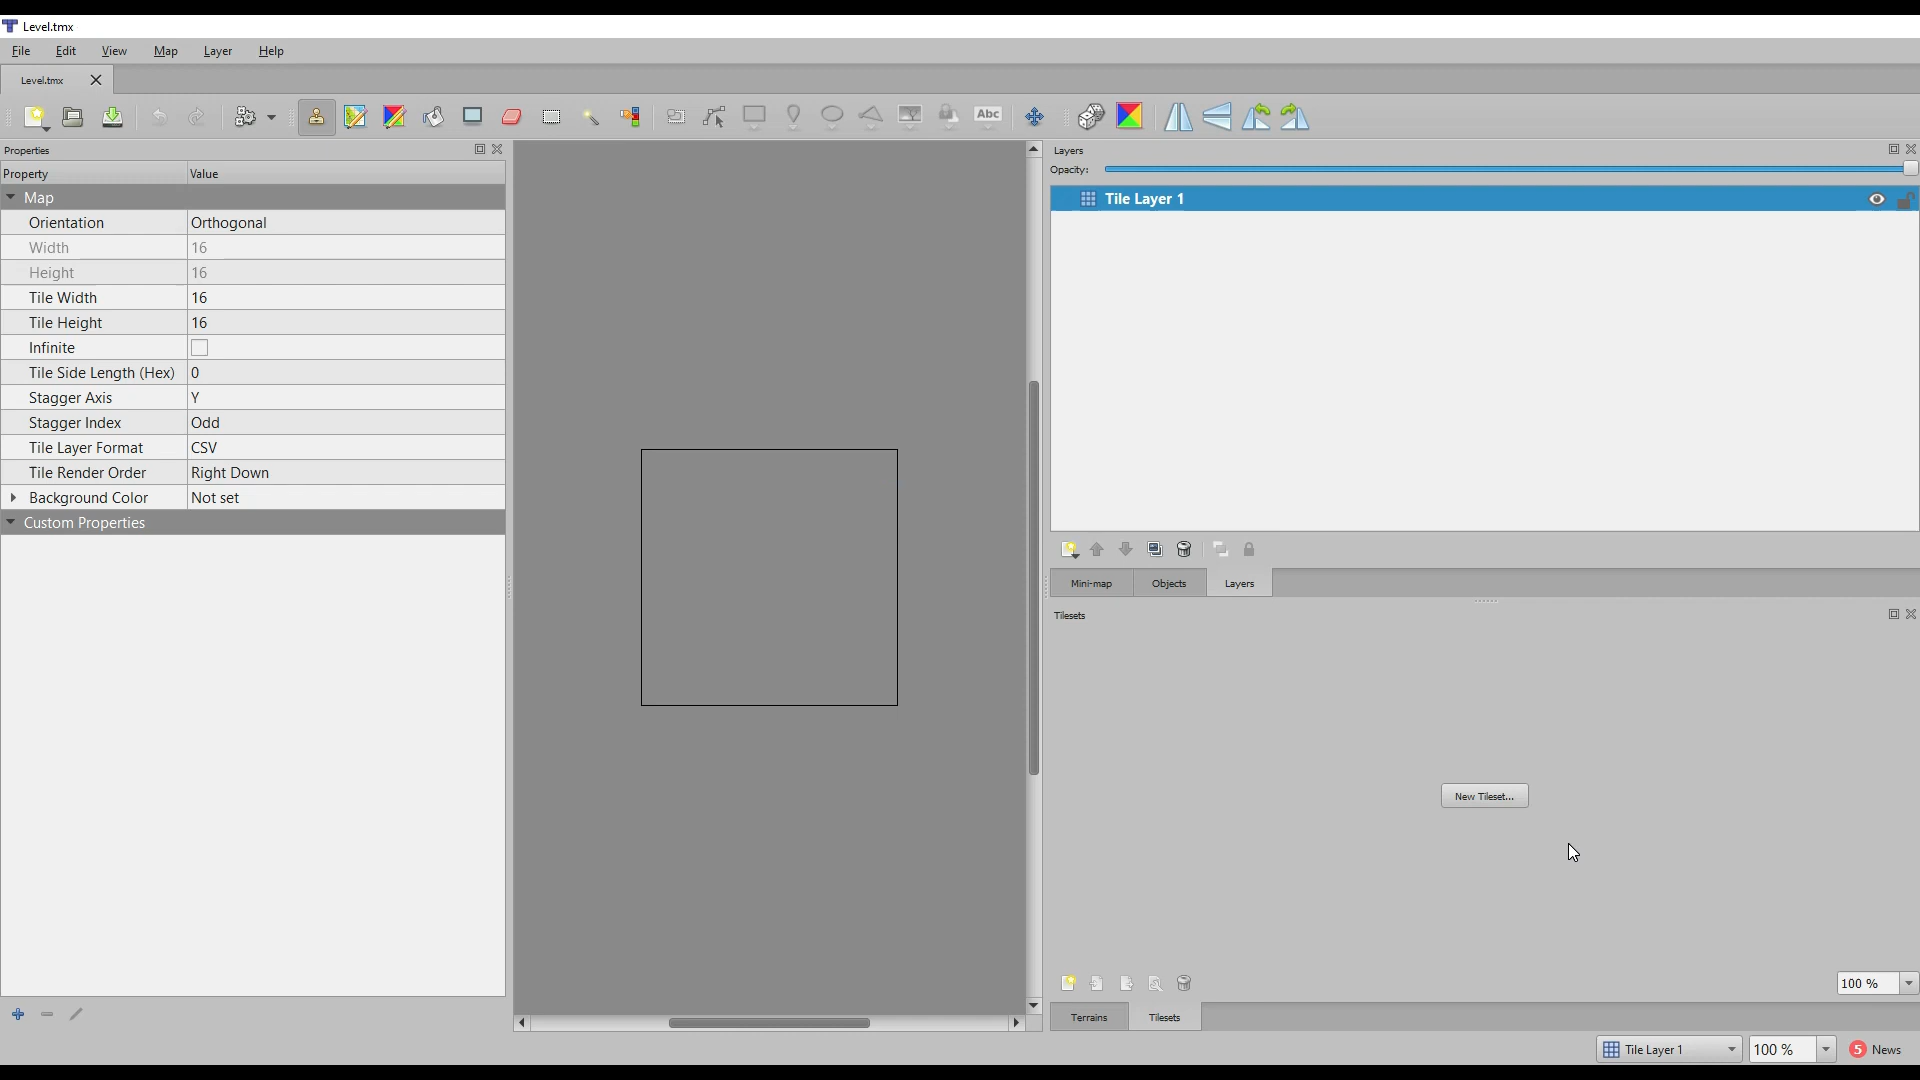 Level.tmx
File Edit View Map Layer Help
Level.tmx
Abc
Properties
Property Value
Map
Orientation Orthogonal
Width 16
Height 16
Tile Width 16
Tile Height 16
Infinite
Tile Side Length (Hex) 0
Stagger Axis Y
Stagger Index Odd
Tile Layer Format CSV
Tile Render Order Right Down
Background Color Not set
Custom Properties
Layers
Opacity:
Tile Layer 1
Mini-map Objects Layers
Tilesets
New Tileset...
100 %
Terrains Tilesets
Tile Layer 1 100 % 5 News